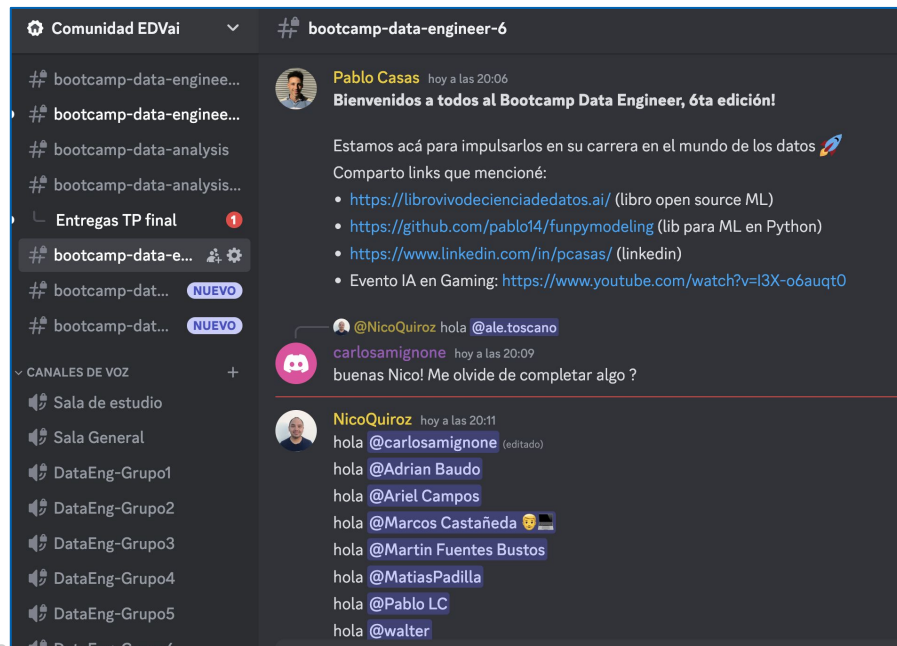 Comunidad EDVai
bootcamp-data-enginee...
bootcamp-data-enginee...
bootcamp-data-analysis
bootcamp-data-analysis...
Entregas TP final 1
bootcamp-data-e...
bootcamp-dat... NUEVO
bootcamp-dat... NUEVO
CANALES DE VOZ
Sala de estudio
Sala General
DataEng-Grupo1
DataEng-Grupo2
DataEng-Grupo3
DataEng-Grupo4
DataEng-Grupo5
bootcamp-data-engineer-6
Pablo Casas hoy a las 20:06
Bienvenidos a todos al Bootcamp Data Engineer, 6ta edición!
Estamos acá para impulsarlos en su carrera en el mundo de los datos 🚀
Comparto links que mencioné:
• https://librovivodecienciadedatos.ai/ (libro open source ML)
• https://github.com/pablo14/funpymodeling (lib para ML en Python)
• https://www.linkedin.com/in/pcasas/ (linkedin)
• Evento IA en Gaming: https://www.youtube.com/watch?v=I3X-o6auqt0
@NicoQuiroz hola @ale.toscano
carlosamignone hoy a las 20:09
buenas Nico! Me olvide de completar algo ?
NicoQuiroz hoy a las 20:11
hola @carlosamignone (editado)
hola @Adrian Baudo
hola @Ariel Campos
hola @Marcos Castañeda 👨💻
hola @Martin Fuentes Bustos
hola @MatiasPadilla
hola @Pablo LC
hola @walter